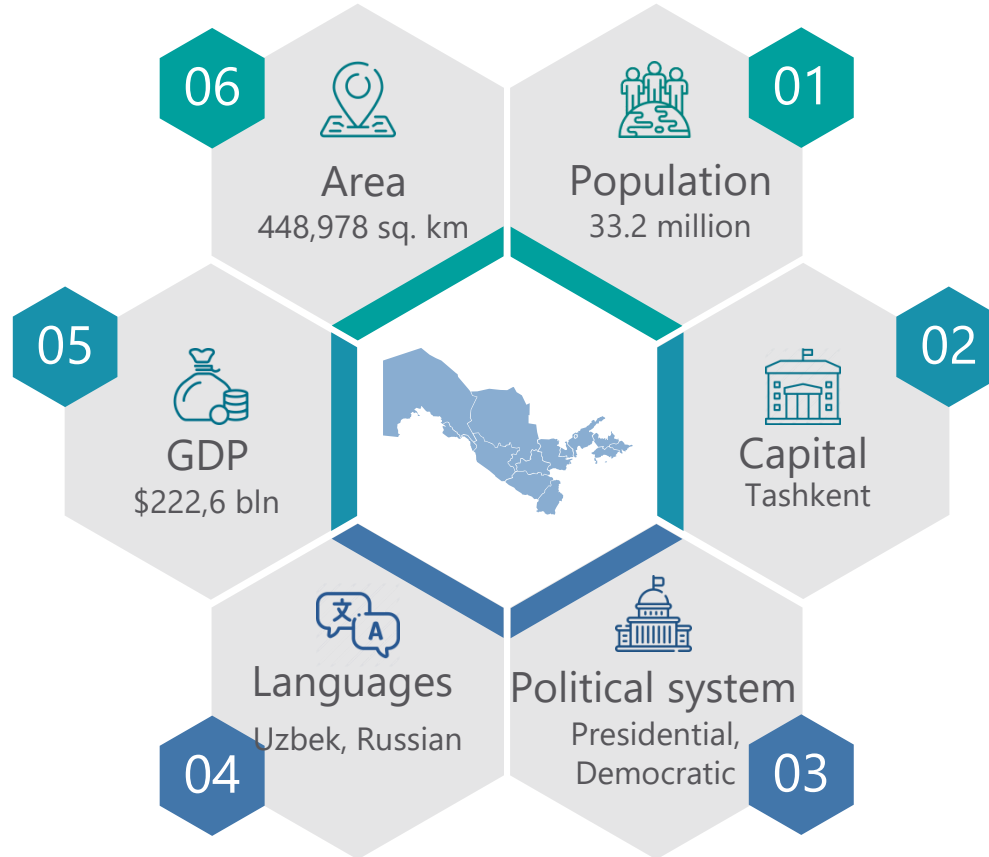 06
Area
448,978 sq. km
01
Population
33.2 million
05
GDP
$222,6 bln
02
Capital
Tashkent
文
A
Languages
Uzbek, Russian
04
Political system
Presidential,
Democratic
03